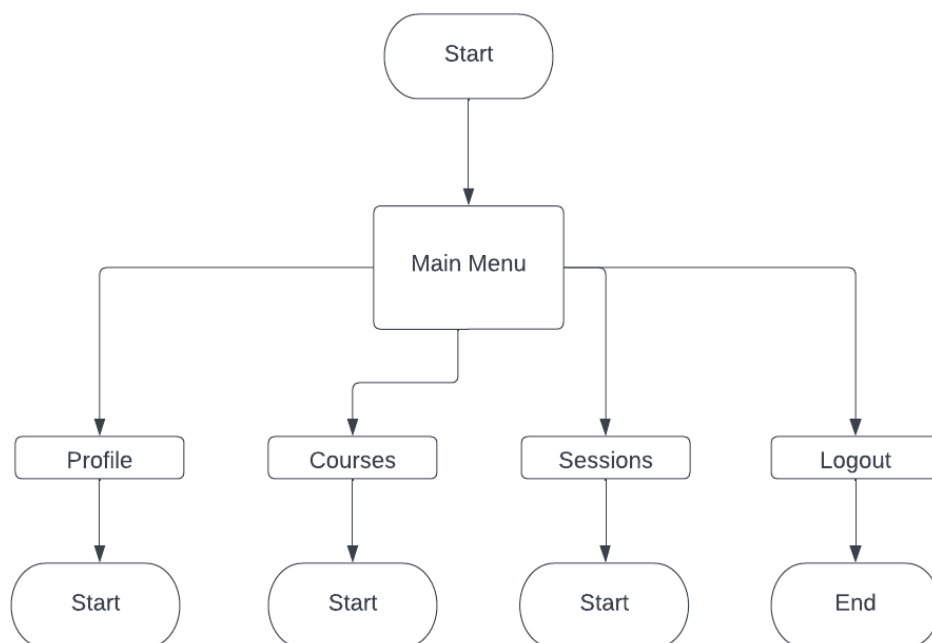 Start
Main Menu
Profile
Courses
Sessions
Logout
Start
Start
Start
End